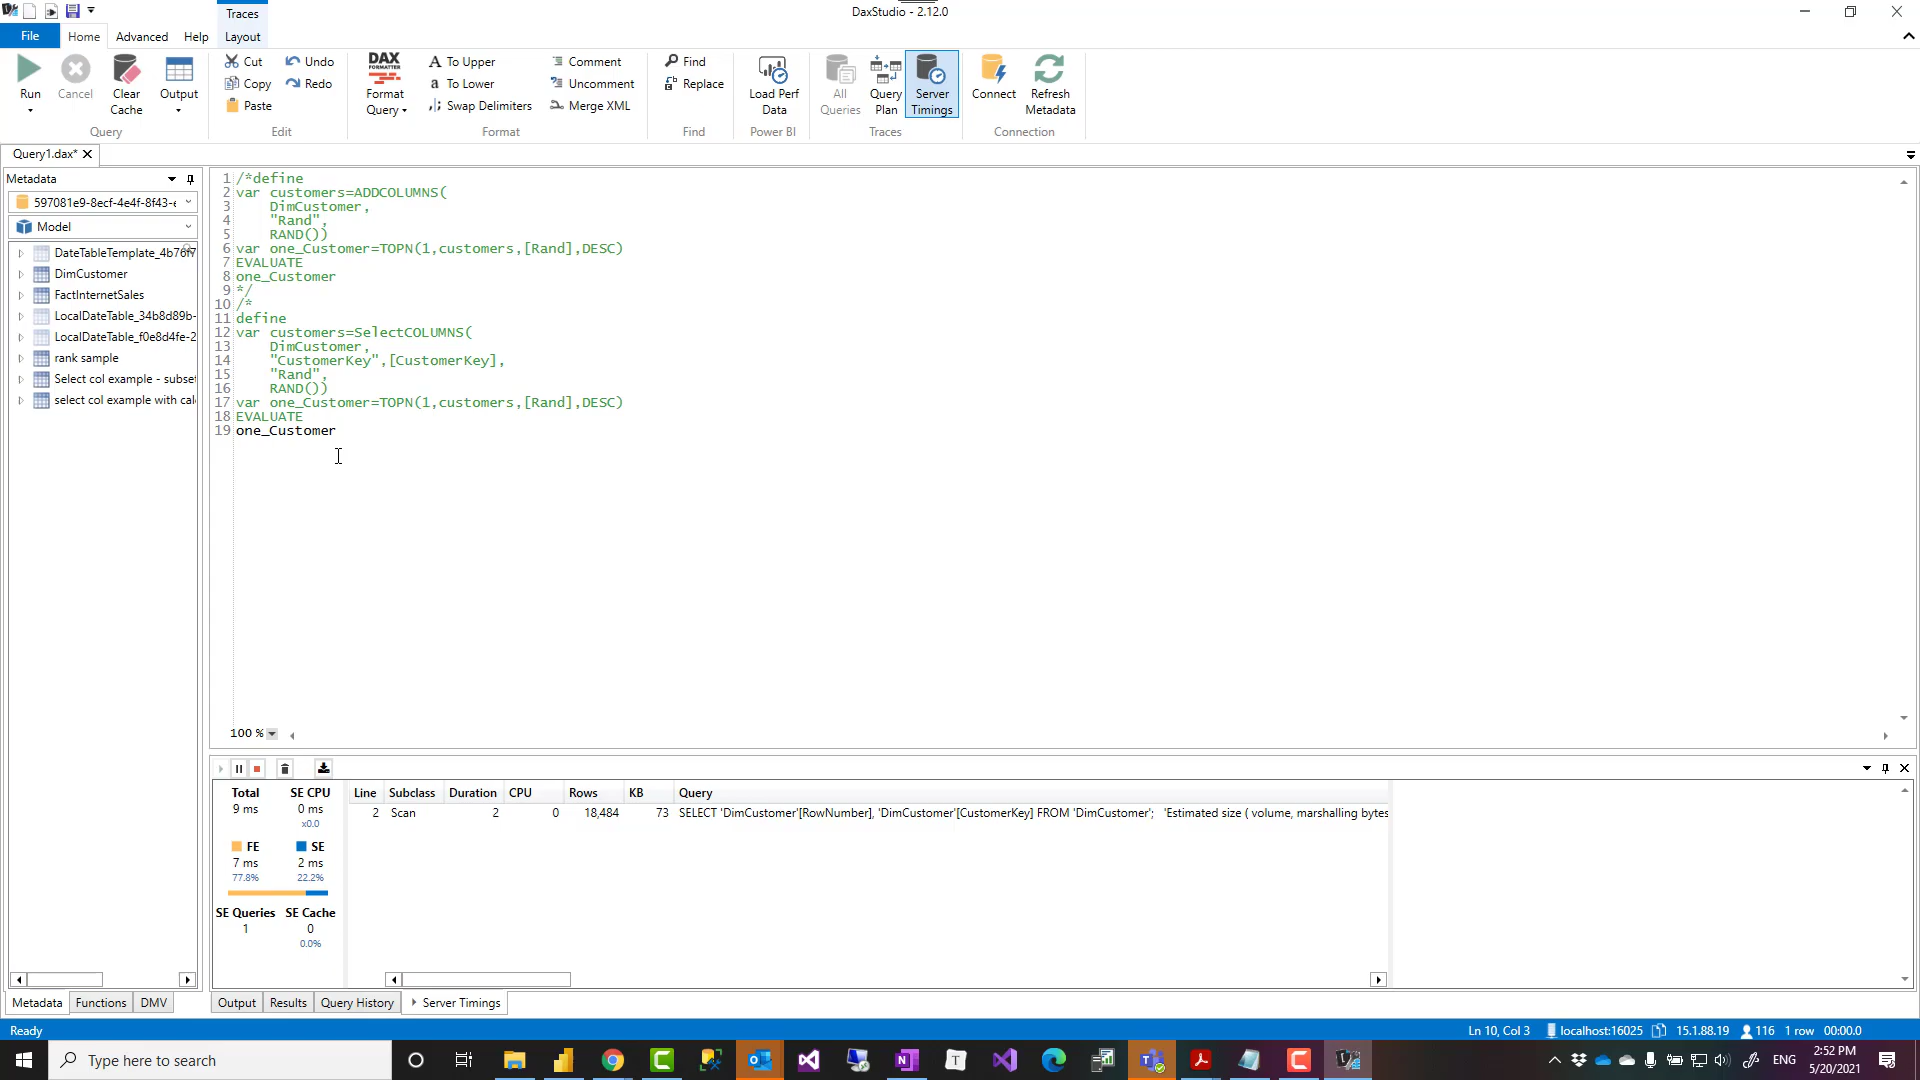 Traces
DaxStudio - 2.12.0
File
Home
Advanced
Help
Layout
Run
Cancel
Clear
Cache
Output
Cut
Copy
Paste
Undo
Redo
DAX
FORMATTER
Format
Query
To Upper
To Lower
Swap Delimiters
Comment
Uncomment
Merge XML
Find
Replace
Load Perf
Data
All
Queries
Query
Plan
Server
Timings
Connect
Refresh
Metadata
Query
Edit
Format
Find
Power BI
Traces
Connection
Query1.dax*
Metadata
597081e9-8ecf-4e4f-8f43-e
Model
DateTableTemplate_4b76f7
DimCustomer
FactInternetSales
LocalDateTable_34b8d89b-
LocalDateTable_f0e8d4fe-2
rank sample
Select col example - subset
select col example with calc
1 /*define
2 var customers=ADDCOLUMNS(
3 DimCustomer,
4 "Rand",
5 RAND())
6 var one_Customer=TOPN(1,customers,[Rand],DESC)
7 EVALUATE
8 one_Customer
9 */
10 /*
11 define
12 var customers=SelectCOLUMNS(
13 DimCustomer,
14 "CustomerKey",[CustomerKey],
15 "Rand",
16 RAND())
17 var one_Customer=TOPN(1,customers,[Rand],DESC)
18 EVALUATE
19 one_Customer
100 %
Total
9 ms
SE CPU
0 ms
x0.0
FE
7 ms
77.8%
SE
2 ms
22.2%
SE Queries
1
SE Cache
0
0.0%
Line Subclass Duration CPU Rows KB Query
2 Scan 2 0 18,484 73 SELECT 'DimCustomer'[RowNumber], 'DimCustomer'[CustomerKey] FROM 'DimCustomer'; 'Estimated size ( volume, marshalling bytes
Metadata
Functions
DMV
Output
Results
Query History
Server Timings
Ready
Ln 10, Col 3
localhost:16025
15.1.88.19
116
1 row
00:00.0
Type here to search
ENG
2:52 PM
5/20/2021